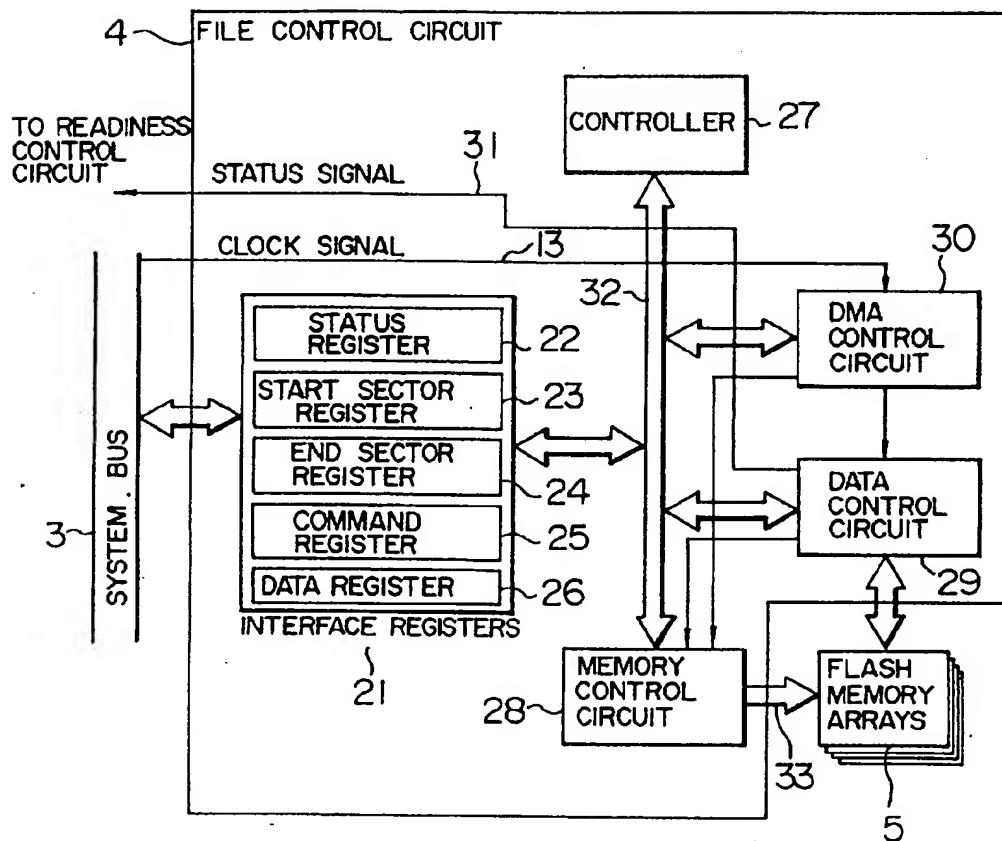 4
FILE CONTROL CIRCUIT
TO READINESS
CONTROL
CIRCUIT
STATUS SIGNAL
31
CONTROLLER
27
CLOCK SIGNAL
13
30
32
DMA
CONTROL
CIRCUIT
STATUS
REGISTER
22
START SECTOR
REGISTER
23
END SECTOR
REGISTER
24
COMMAND
REGISTER
25
DATA REGISTER
26
INTERFACE REGISTERS
21
3
SYSTEM. BUS
DATA
CONTROL
CIRCUIT
29
MEMORY
CONTROL
CIRCUIT
28
33
FLASH
MEMORY
ARRAYS
5